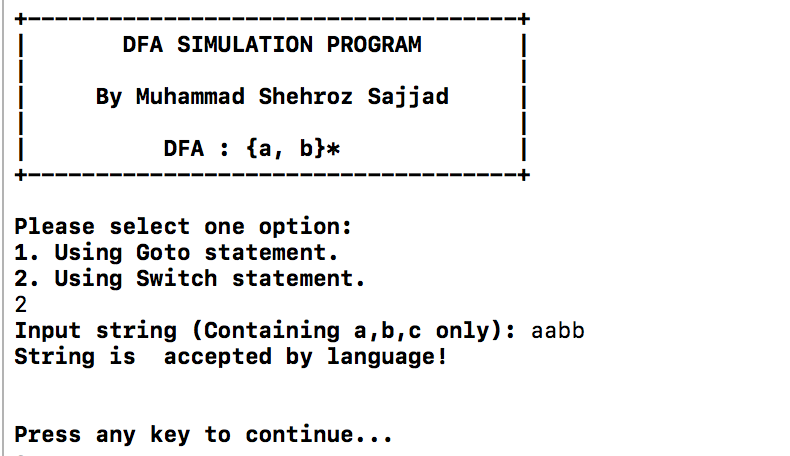 +------------------------------------+
| DFA SIMULATION PROGRAM |
| |
| By Muhammad Shehroz Sajjad |
| |
| DFA : {a, b}* |
+------------------------------------+
Please select one option:
1. Using Goto statement.
2. Using Switch statement.
2
Input string (Containing a,b,c only): aabb
String is  accepted by language!
Press any key to continue...